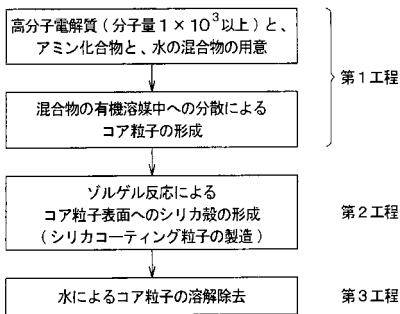 高分子電解質(分子量1×10³以上)と、
アミン化合物と、水の混合物の用意
混合物の有機溶媒中への分散による
コア粒子の形成
第1工程
ゾルゲル反応による
コア粒子表面へのシリカ殻の形成
(シリカコーティング粒子の製造)
第2工程
水によるコア粒子の溶解除去
第3工程